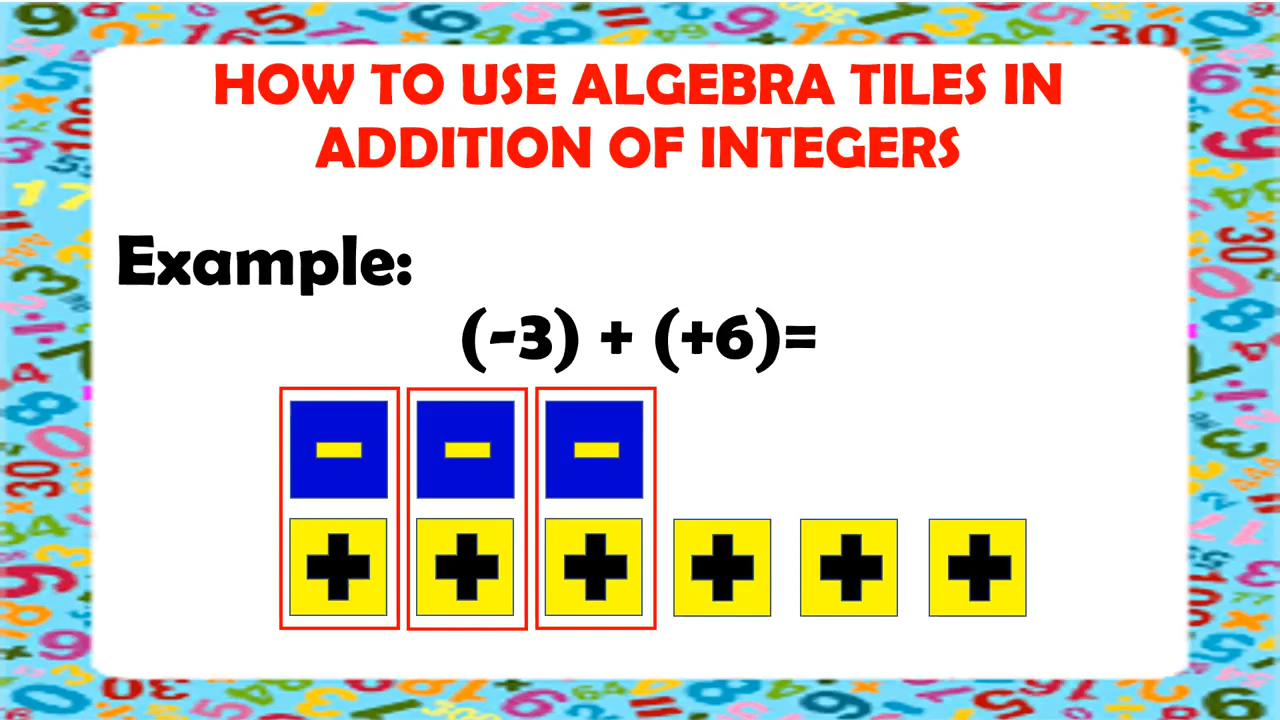 HOW TO USE ALGEBRA TILES IN
ADDITION OF INTEGERS
Example:
(-3) + (+6)=
- - -
+ + + + + +